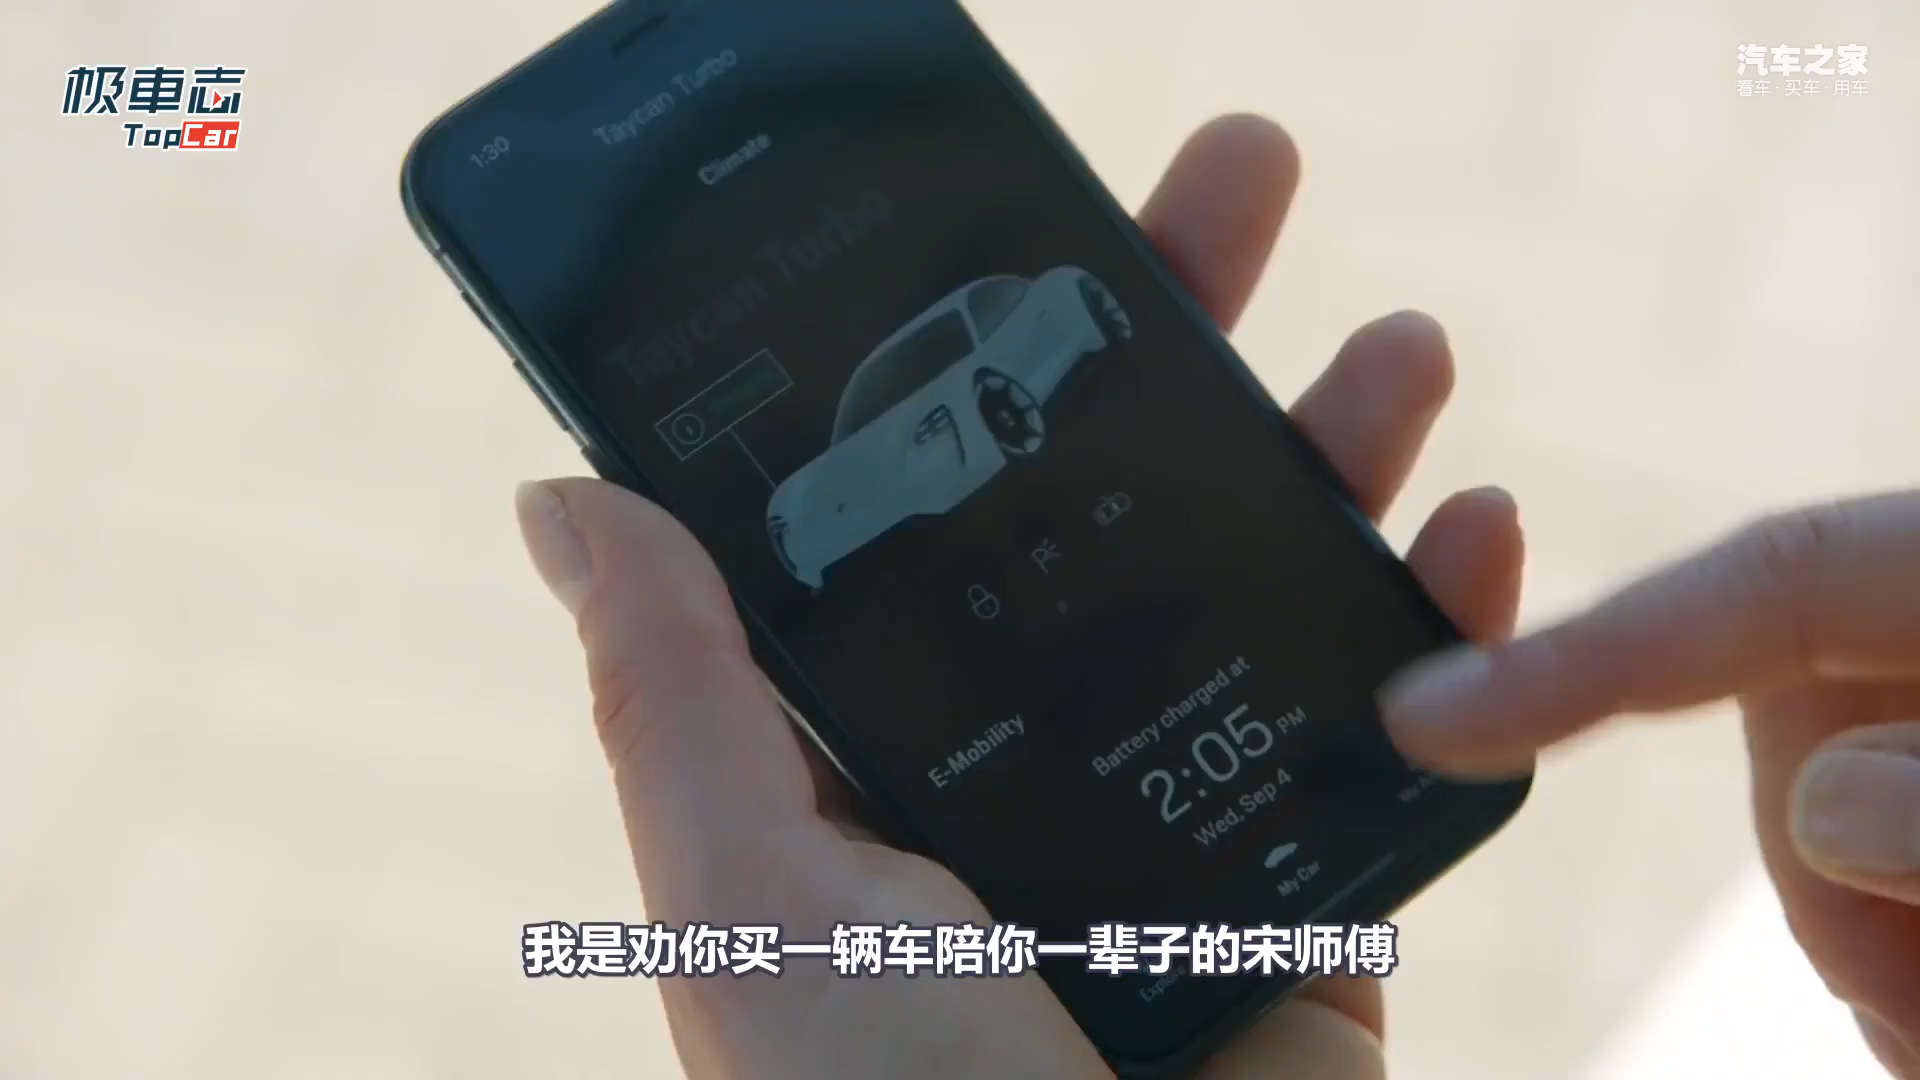 极車志
TopCar
汽车之家
看车·买车·用车
1:30
Taycan Turbo
Climate
Taycan Turbo
E-Mobility
Battery charged at
2:05 PM
Wed, Sep 4
My Car
我是劝你买一辆车陪你一辈子的宋师傅